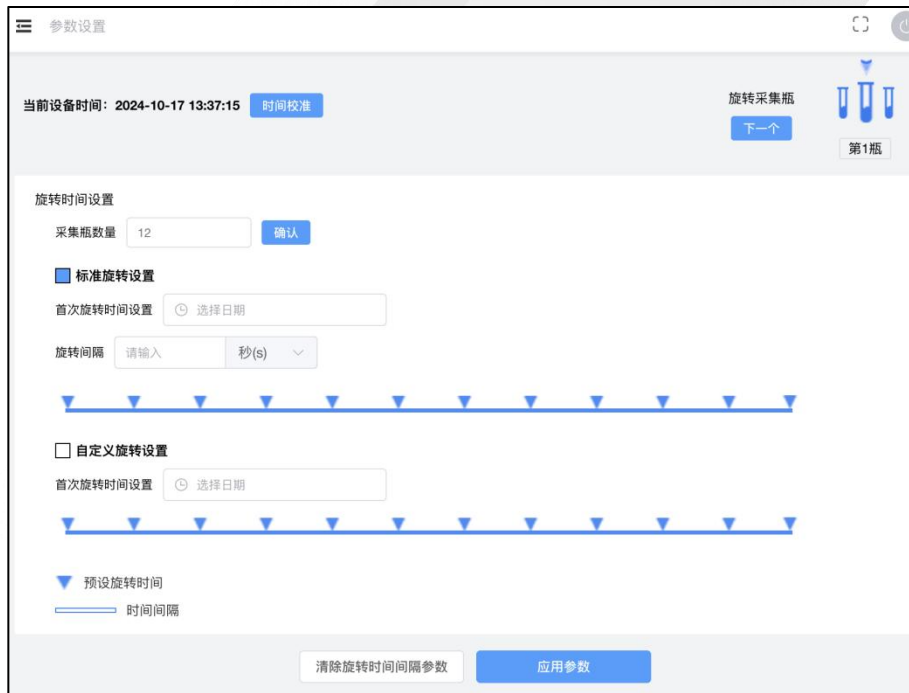 参数设置
当前设备时间：2024-10-17 13:37:15 时间校准
旋转采集瓶
下一个
第1瓶
旋转时间设置
采集瓶数量 12 确认
标准旋转设置
首次旋转时间设置 选择日期
旋转间隔 请输入 秒(s)
自定义旋转设置
首次旋转时间设置 选择日期
预设旋转时间
时间间隔
清除旋转时间间隔参数 应用参数